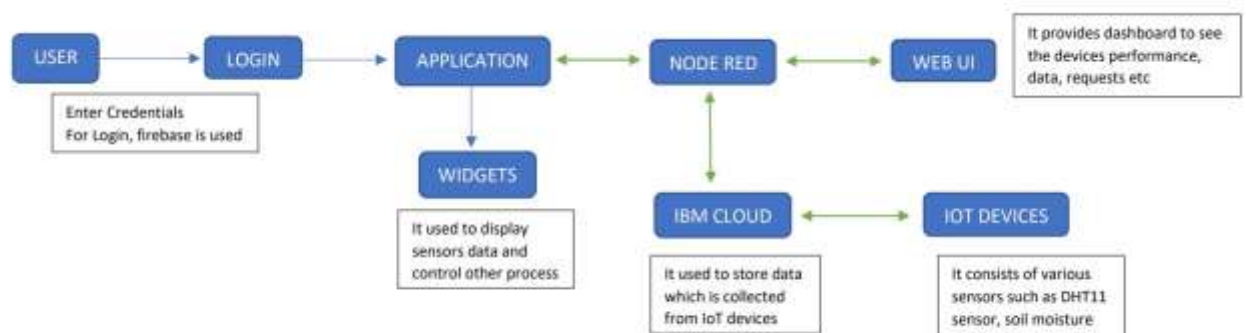 USER
LOGIN
APPLICATION
NODE RED
WEB UI
It provides dashboard to see
the devices performance,
data, requests etc
Enter Credentials
For Login, firebase is used
WIDGETS
It used to display
sensors data and
control other process
IBM CLOUD
It used to store data
which is collected
from IoT devices
IOT DEVICES
It consists of various
sensors such as DHT11
sensor, soil moisture